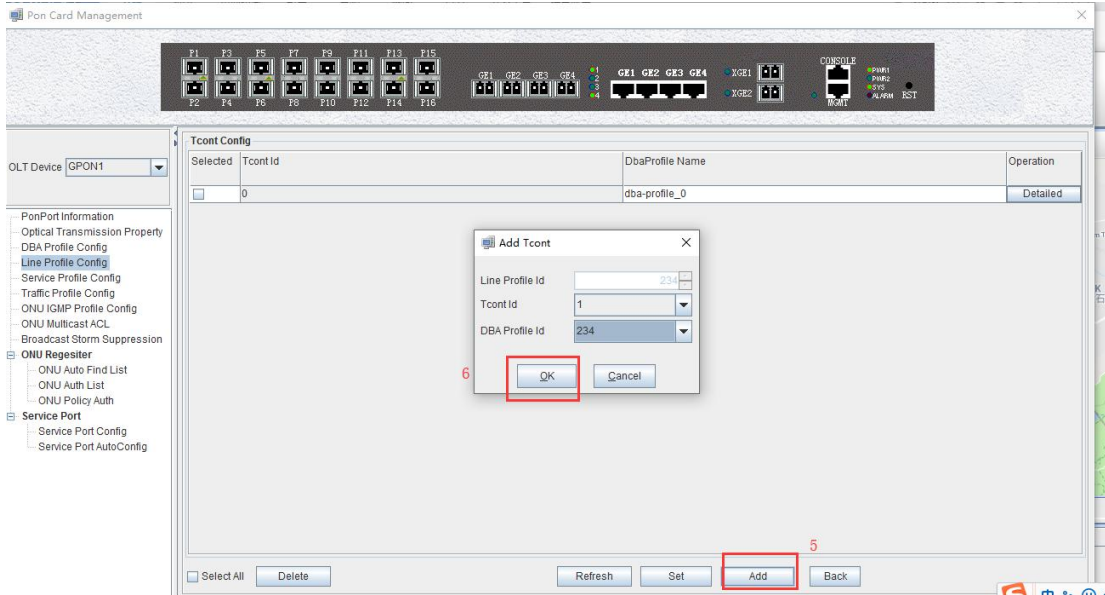 Pon Card Management
P1 P3 P5 P7 P9 P11 P13 P15
P2 P4 P6 P8 P10 P12 P14 P16
GE1 GE2 GE3 GE4
1
2
3
4
GE1 GE2 GE3 GE4
XGE1
XGE2
CONSOLE
MGMT
PWR1
PWR2
SYS
ALARM
RST
OLT Device GPON1
PonPort Information
Optical Transmission Property
DBA Profile Config
Line Profile Config
Service Profile Config
Traffic Profile Config
ONU IGMP Profile Config
ONU Multicast ACL
Broadcast Storm Suppression
ONU Regesiter
ONU Auto Find List
ONU Auth List
ONU Policy Auth
Service Port
Service Port Config
Service Port AutoConfig
Tcont Config
Selected Tcont Id DbaProfile Name Operation
0 dba-profile_0 Detailed
Add Tcont
Line Profile Id 234
Tcont Id 1
DBA Profile Id 234
6
OK Cancel
5
Select All Delete Refresh Set Add Back